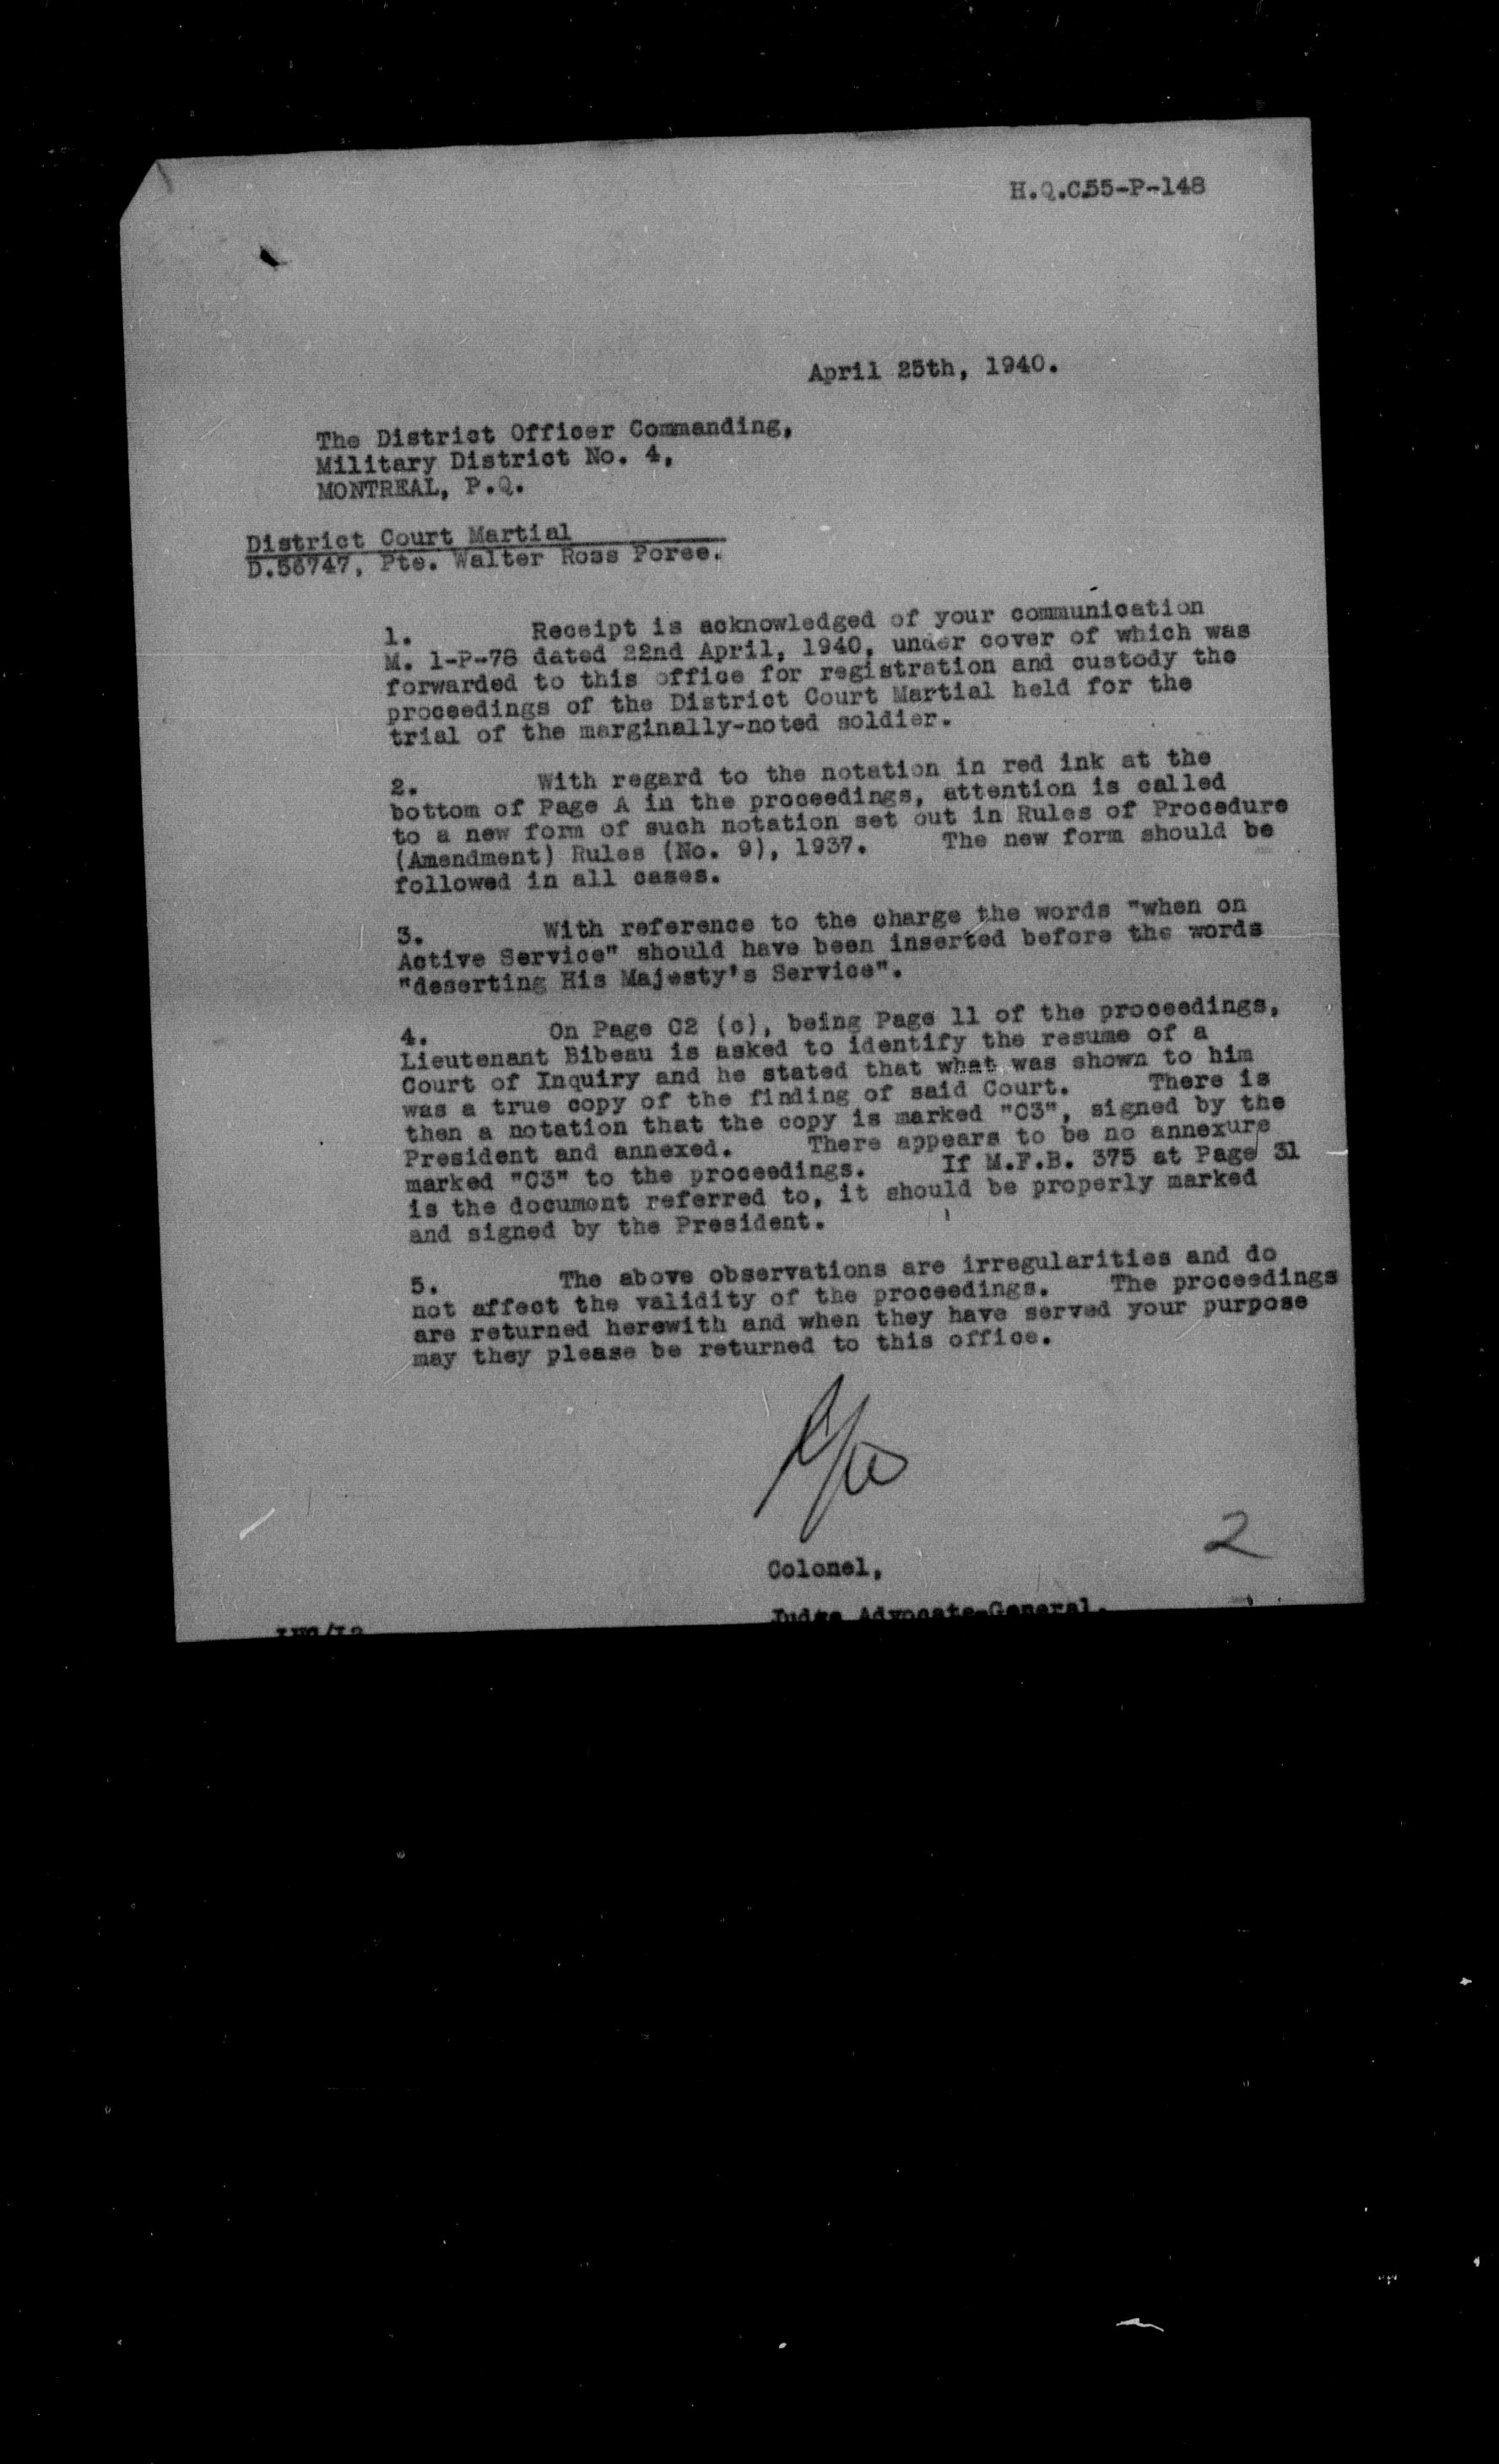 H.Q.C.55-P-148
April 25th, 1940.
The District Officer Commanding,
Military District No. 4,
MONTREAL, P.Q.
District Court Martial
D.56747, Pte. Walter Ross Poree.
1. Receipt is acknowledged of your communication
M. 1-P-78 dated 22nd April, 1940, under cover of which was
forwarded to this office for registration and custody the
proceedings of the District Court Martial held for the
trial of the marginally-noted soldier.
2. With regard to the notation in red ink at the
bottom of Page A in the proceedings, attention is called
to a new form of such notation set out in Rules of Procedure
(Amendment) Rules (No. 9), 1937. The new form should be
followed in all cases.
3. With reference to the charge the words "when on
Active Service" should have been inserted before the words
"deserting His Majesty's Service".
4. On Page C2 (c), being Page 11 of the proceedings,
Lieutenant Bibeau is asked to identify the resume of a
Court of Inquiry and he stated that what was shown to him
was a true copy of the finding of said Court. There is
then a notation that the copy is marked "C3", signed by the
President and annexed. There appears to be no annexure
marked "C3" to the proceedings. If M.F.B. 375 at Page 31
is the document referred to, it should be properly marked
and signed by the President.
5. The above observations are irregularities and do
not affect the validity of the proceedings. The proceedings
are returned herewith and when they have served your purpose
may they please be returned to this office.
2
Colonel,
Judge Advocate-General.